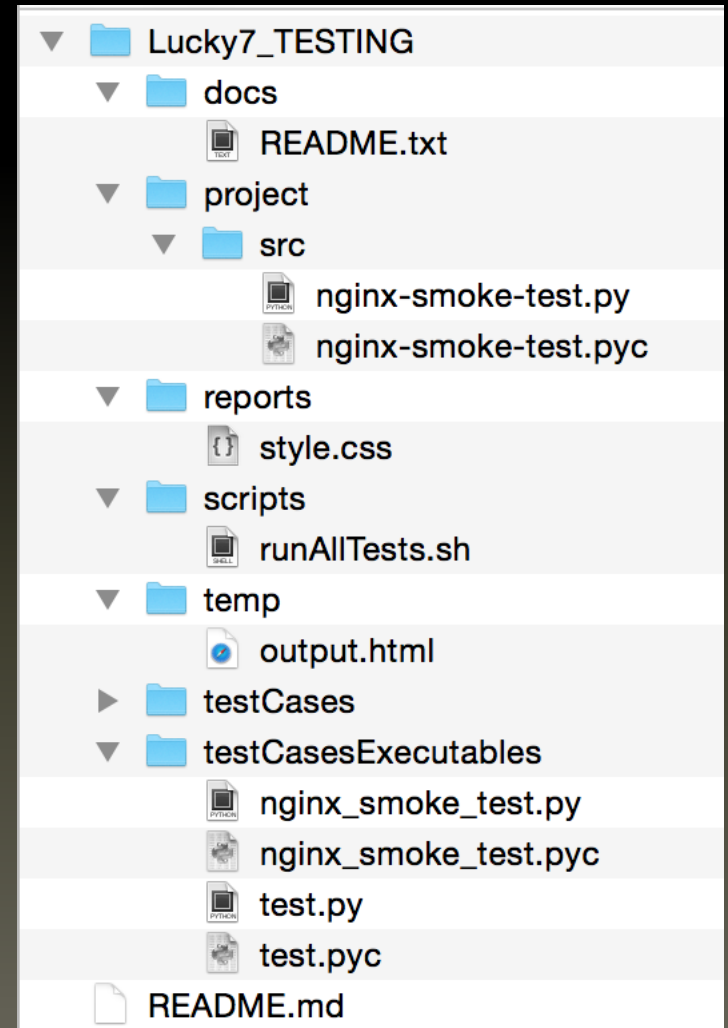 Lucky7_TESTING
docs
README.txt
project
src
nginx-smoke-test.py
nginx-smoke-test.pyc
reports
style.css
scripts
runAllTests.sh
temp
output.html
testCases
testCasesExecutables
nginx_smoke_test.py
nginx_smoke_test.pyc
test.py
test.pyc
README.md